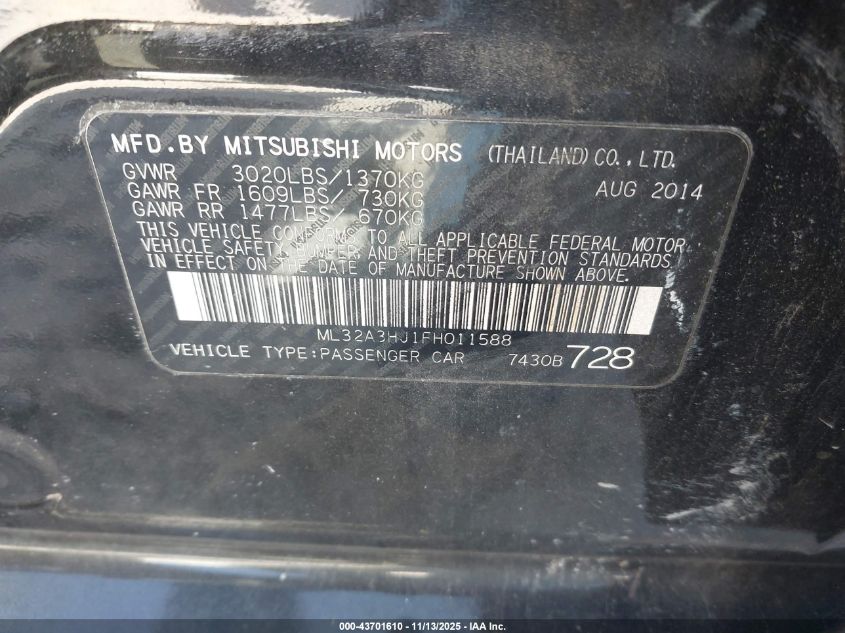 MFD.BY MITSUBISHI MOTORS (THAILAND)CO.,LTD.
GVWR 3020LBS/1370KG AUG 2014
GAWR FR 1609LBS/ 730KG
GAWR RR 1477LBS/ 670KG
THIS VEHICLE CONFORMS TO ALL APPLICABLE FEDERAL MOTOR
VEHICLE SAFETY BUMPER AND THEFT PREVENTION STANDARDS
IN EFFECT ON THE DATE OF MANUFACTURE SHOWN ABOVE.
ML32A3HJ1FH011588
VEHICLE TYPE:PASSENGER CAR 7430B 728
000-43701610 - 11/13/2025 - IAA Inc.